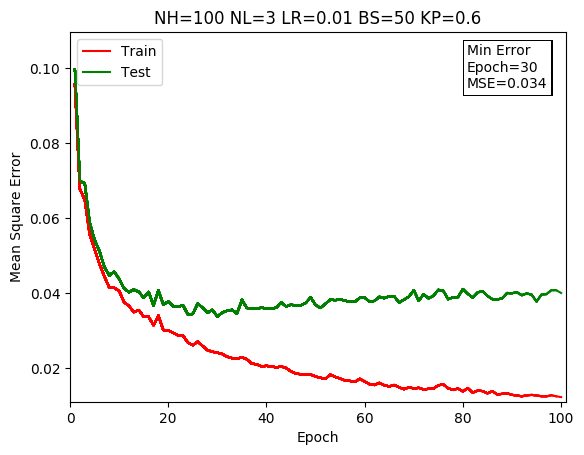 NH=100 NL=3 LR=0.01 BS=50 KP=0.6
Train
Test
Min Error
Epoch=30
MSE=0.034
Mean Square Error
0.10
0.08
0.06
0.04
0.02
0 20 40 60 80 100
Epoch